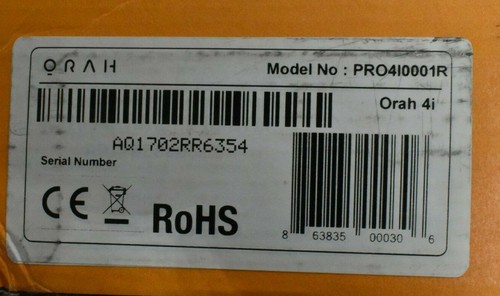 ORAH
Model No : PRO4I0001R
Orah 4i
AQ1702RR6354
Serial Number
CE
RoHS
8 63835 00030 6